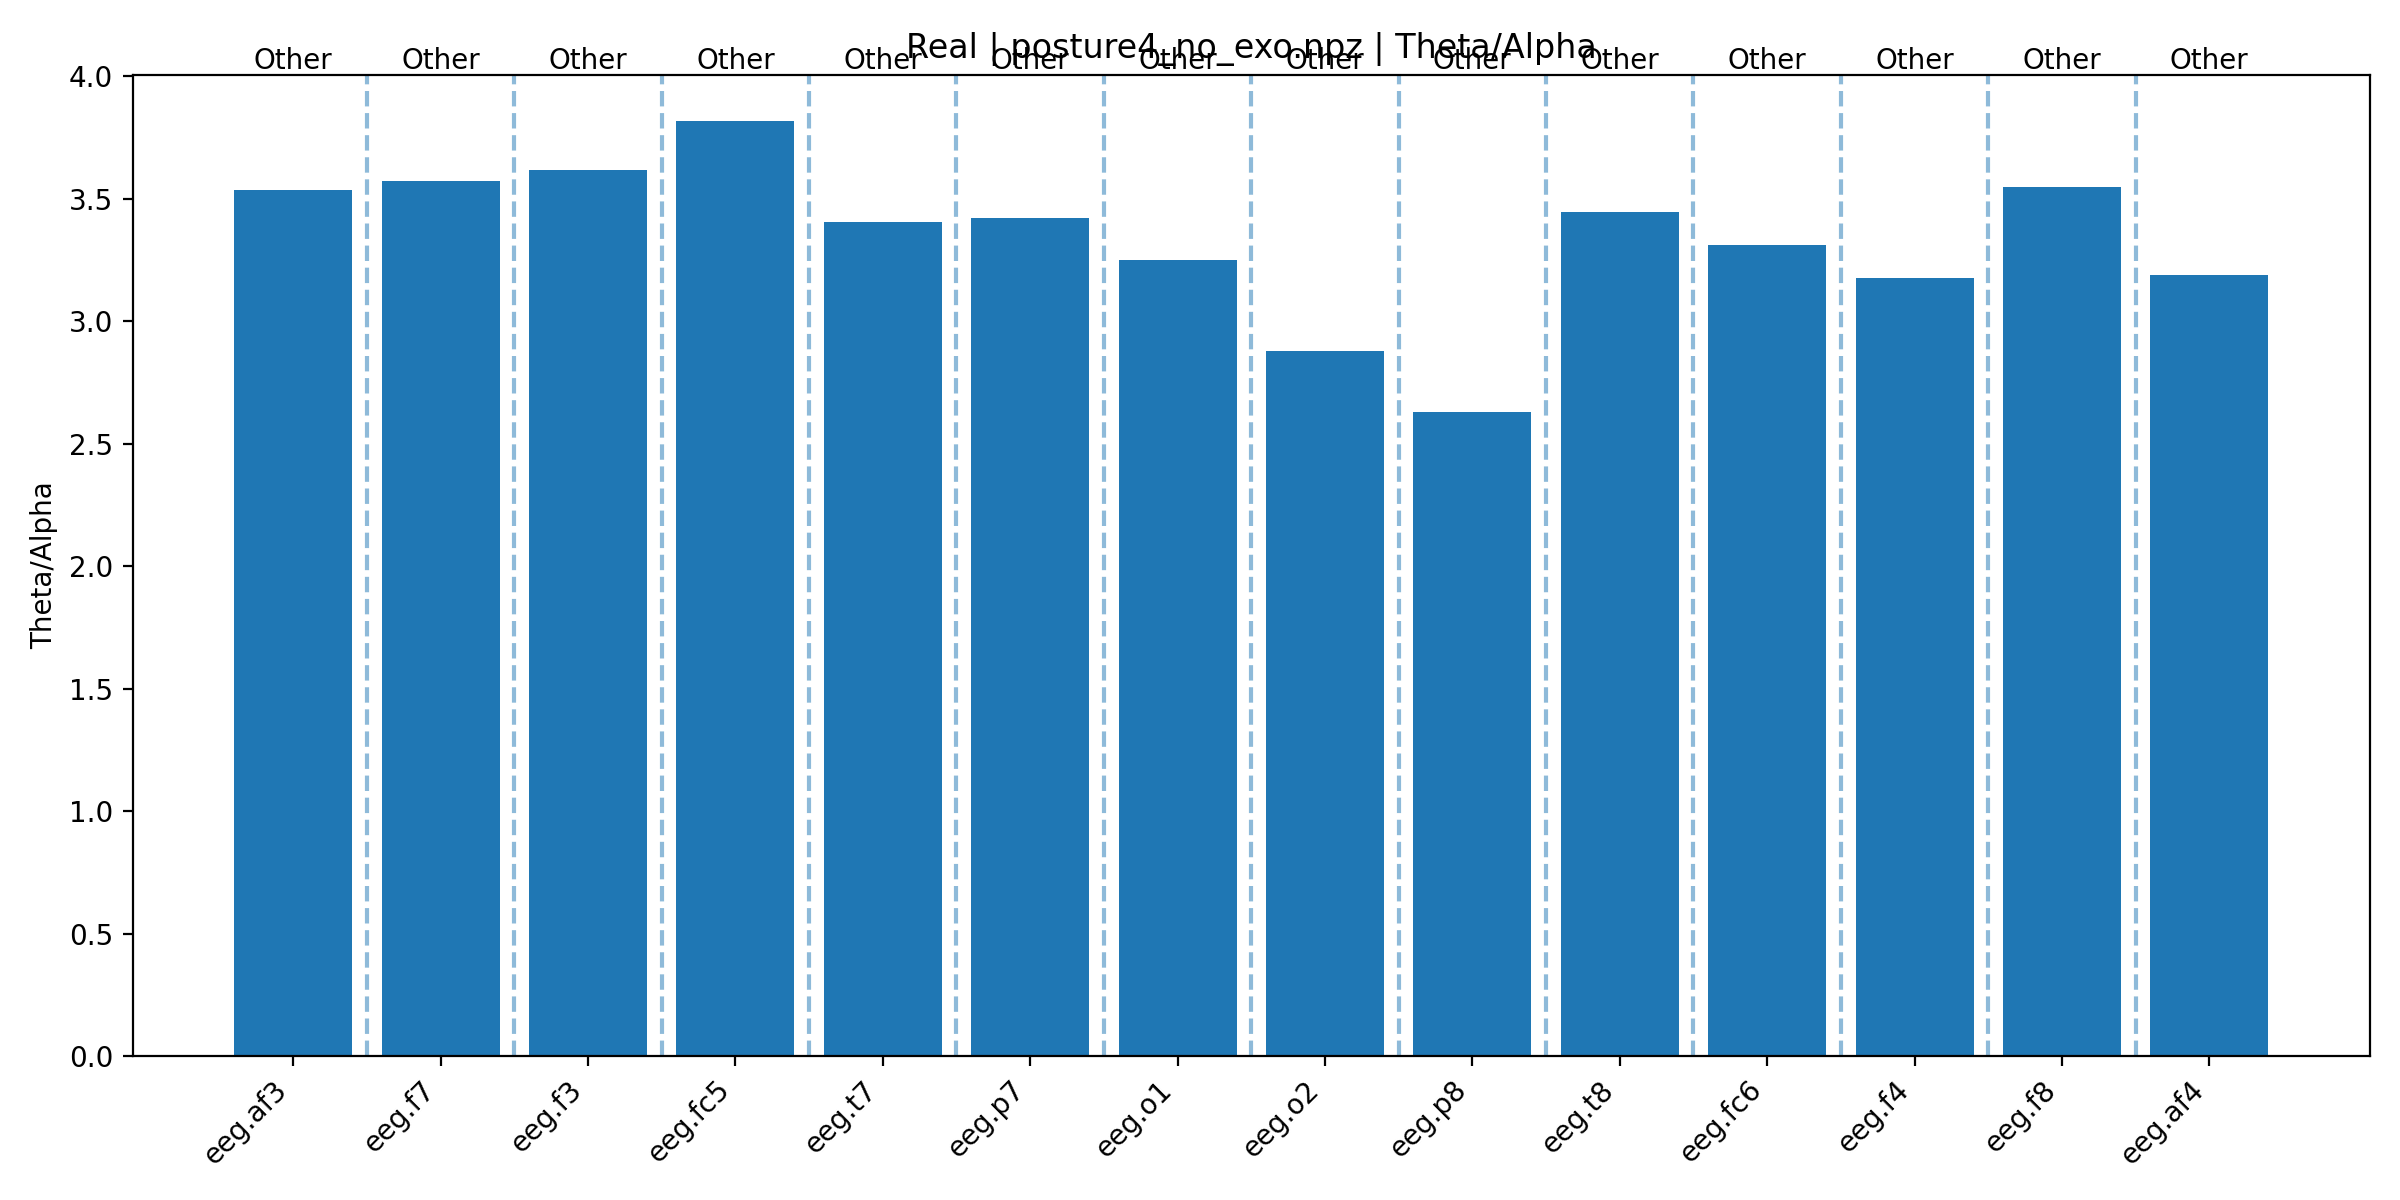 Real | posture4_no_exo.npz | Theta/Alpha
Other Other Other Other Other Other Other Other Other Other Other Other Other Other
4.0
3.5
3.0
2.5
2.0
1.5
1.0
0.5
0.0
Theta/Alpha
eeg.af3 eeg.f7 eeg.f3 eeg.fc5 eeg.t7 eeg.p7 eeg.o1 eeg.o2 eeg.p8 eeg.t8 eeg.fc6 eeg.f4 eeg.f8 eeg.af4